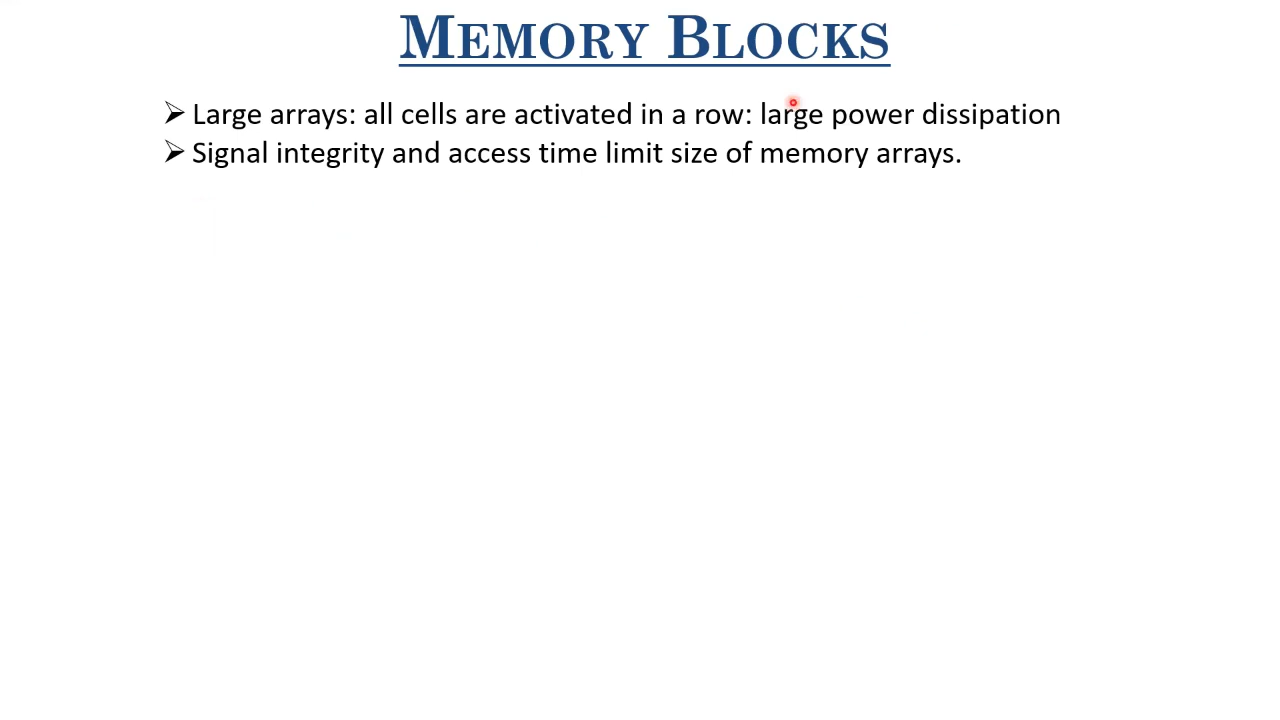 MEMORY BLOCKS
➢ Large arrays: all cells are activated in a row: large power dissipation
➢ Signal integrity and access time limit size of memory arrays.